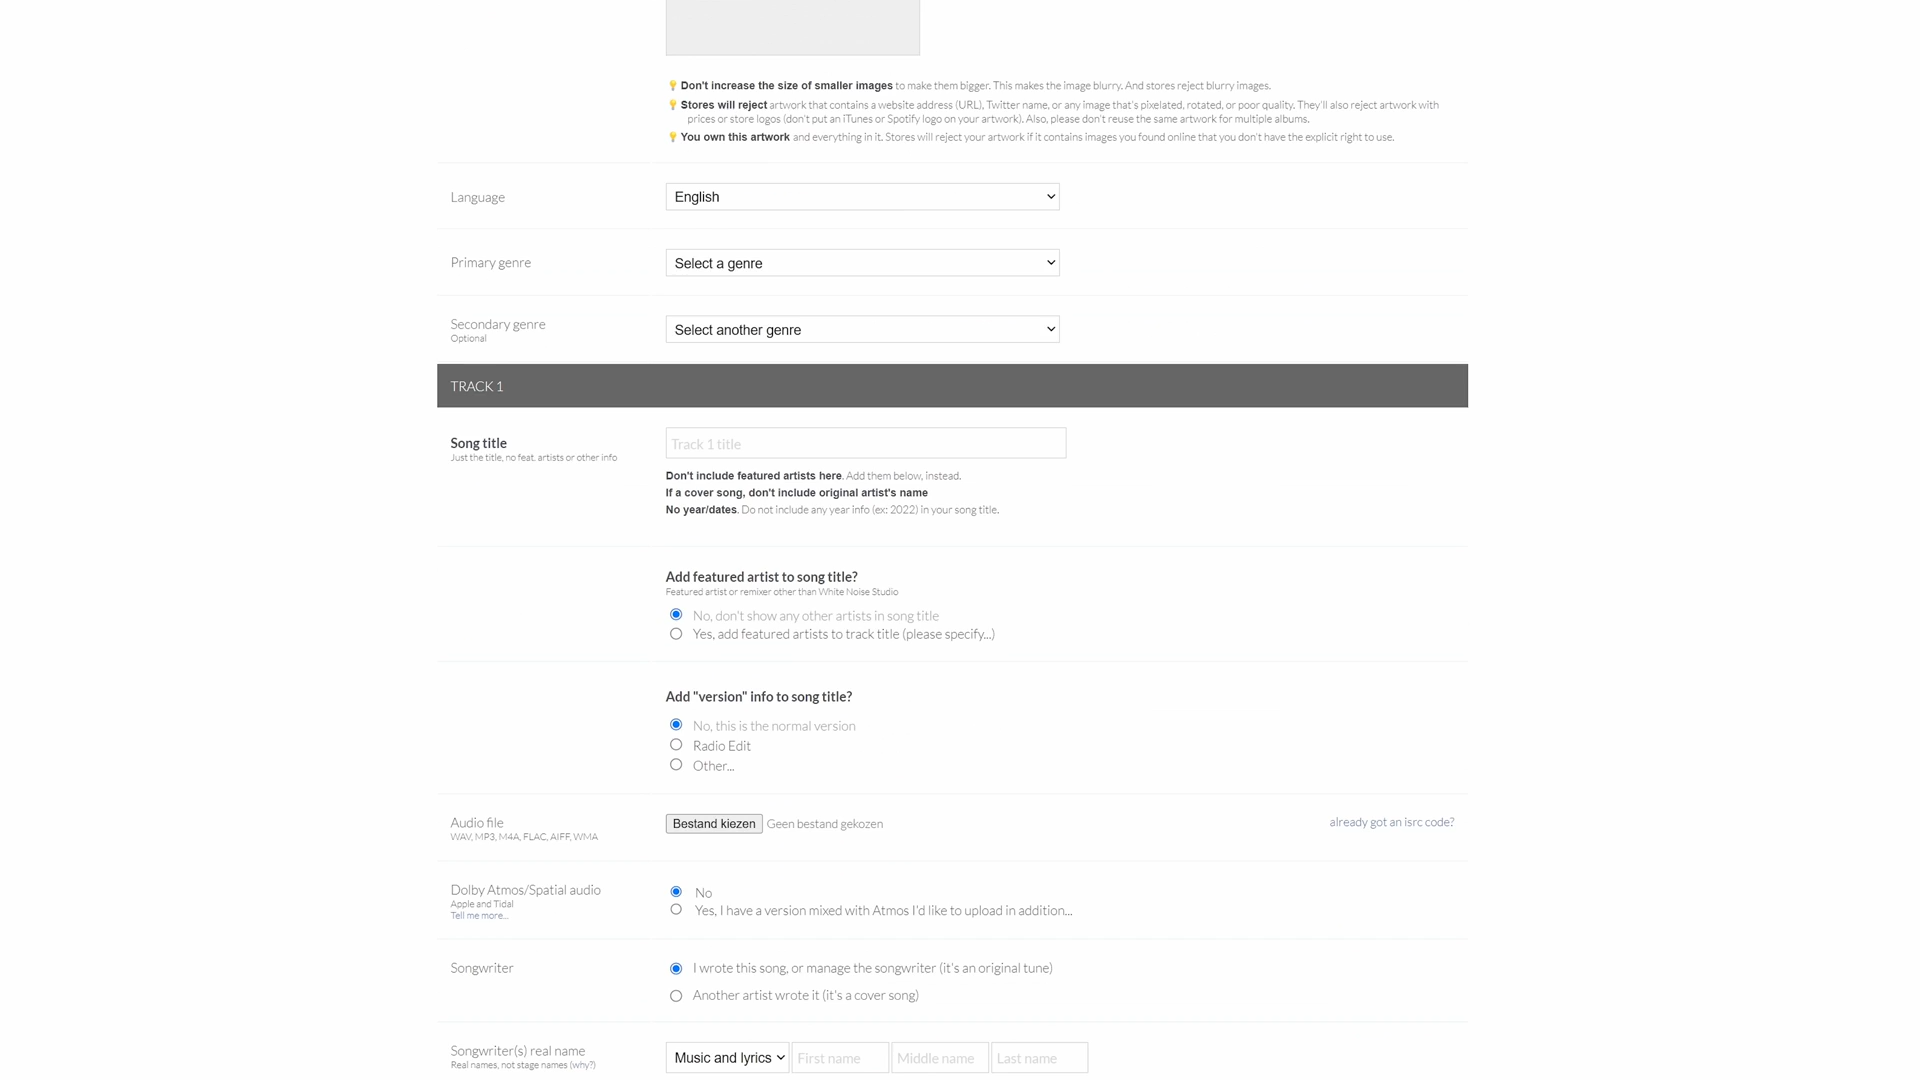 Don't increase the size of smaller images to make them bigger. This makes the image blurry. And stores reject blurry images.
Stores will reject artwork that contains a website address (URL), Twitter name, or any image that's pixelated, rotated, or poor quality. They'll also reject artwork with
prices or store logos (don't put an iTunes or Spotify logo on your artwork). Also, please don't reuse the same artwork for multiple albums.
You own this artwork and everything in it. Stores will reject your artwork if it contains images you found online that you don't have the explicit right to use.
Language
English
Primary genre
Select a genre
Secondary genre
Optional
Select another genre
TRACK 1
Song title
Just the title, no feat. artists or other info
Track 1 title
Don't include featured artists here. Add them below, instead.
If a cover song, don't include original artist's name
No year/dates. Do not include any year info (ex: 2022) in your song title.
Add featured artist to song title?
Featured artist or remixer other than White Noise Studio
No, don't show any other artists in song title
Yes, add featured artists to track title (please specify...)
Add "version" info to song title?
No, this is the normal version
Radio Edit
Other...
Audio file
WAV, MP3, M4A, FLAC, AIFF, WMA
Bestand kiezen Geen bestand gekozen
already got an isrc code?
Dolby Atmos/Spatial audio
Apple and Tidal
Tell me more...
No
Yes, I have a version mixed with Atmos I'd like to upload in addition...
Songwriter
I wrote this song, or manage the songwriter (it's an original tune)
Another artist wrote it (it's a cover song)
Songwriter(s) real name
Real names, not stage names (why?)
Music and lyrics First name Middle name Last name